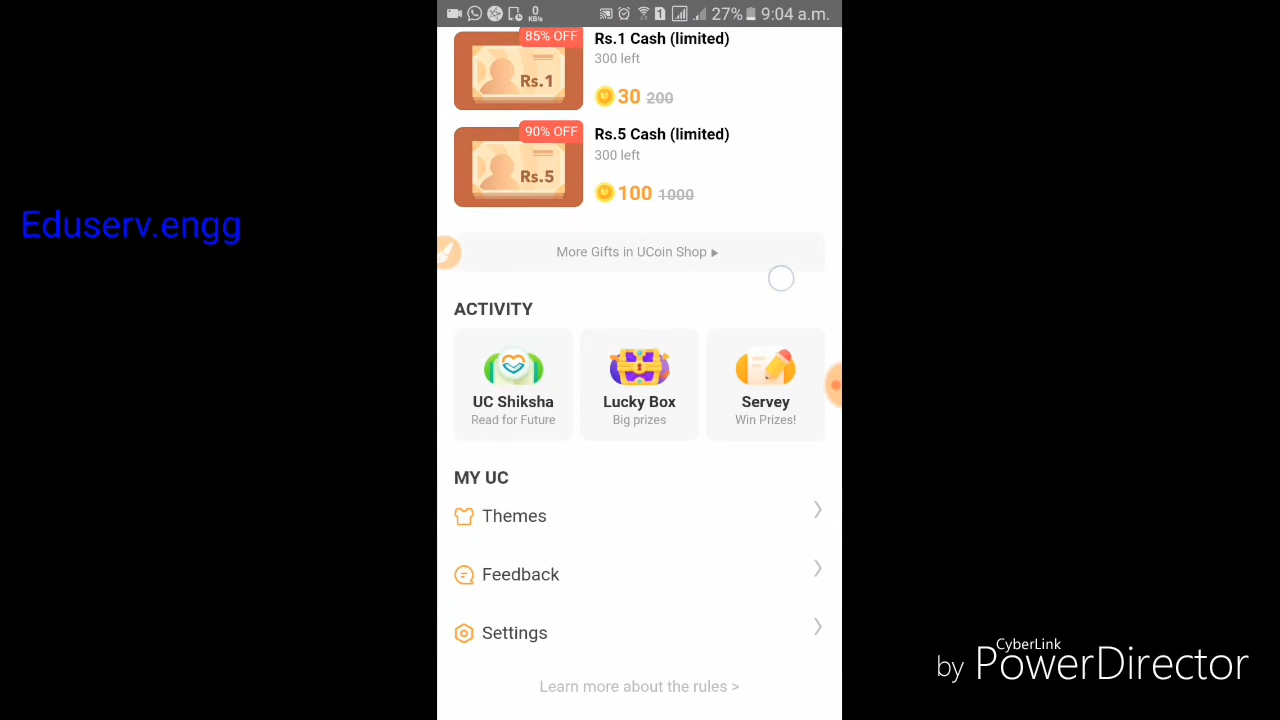 0
KB/s
1
27%
9:04 a.m.
85% OFF
Rs.1
Rs.1 Cash (limited)
300 left
30 200
90% OFF
Rs.5
Rs.5 Cash (limited)
300 left
100 1000
Eduserv.engg
More Gifts in UCoin Shop ▶
ACTIVITY
UC Shiksha
Read for Future
Lucky Box
Big prizes
Servey
Win Prizes!
MY UC
Themes
Feedback
Settings
Learn more about the rules >
CyberLink
by PowerDirector